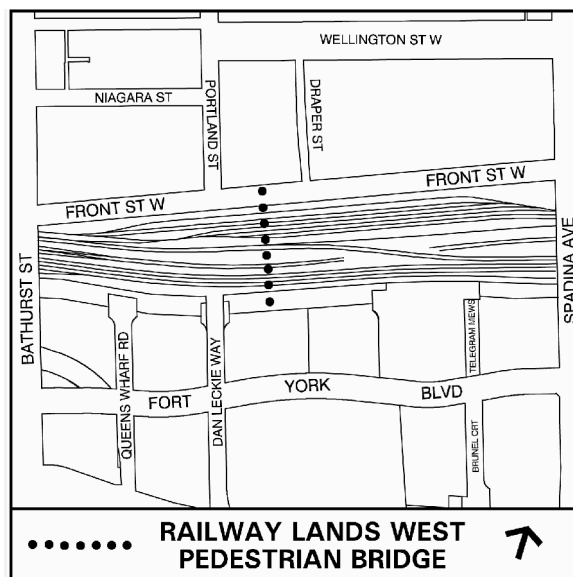 WELLINGTON ST W
NIAGARA ST
PORTLAND ST
DRAPER ST
FRONT ST W
FRONT ST W
BATHURST ST
SPADINA AVE
QUEENS WHARF RD
DAN LECKIE WAY
TELEGRAM MEWS
FORT YORK BLVD
BRUNEL CRT
RAILWAY LANDS WEST
PEDESTRIAN BRIDGE